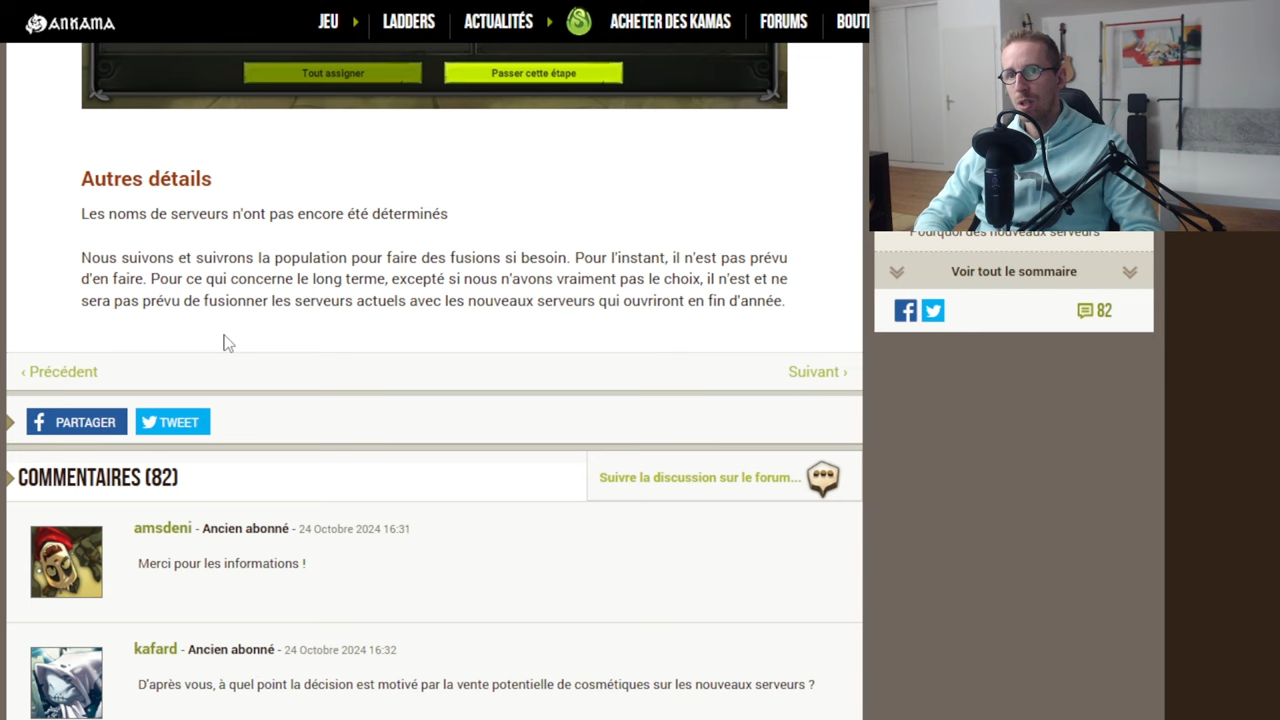 ANKAMA
JEU LADDERS ACTUALITÉS ACHETER DES KAMAS FORUMS BOUTI
Tout assigner Passer cette étape
Autres détails
Les noms de serveurs n'ont pas encore été déterminés
Nous suivons et suivrons la population pour faire des fusions si besoin. Pour l'instant, il n'est pas prévu
d'en faire. Pour ce qui concerne le long terme, excepté si nous n'avons vraiment pas le choix, il n'est et ne
sera pas prévu de fusionner les serveurs actuels avec les nouveaux serveurs qui ouvriront en fin d'année.
‹ Précédent Suivant ›
PARTAGER TWEET
COMMENTAIRES (82) Suivre la discussion sur le forum...
amsdeni - Ancien abonné - 24 Octobre 2024 16:31
Merci pour les informations !
kafard - Ancien abonné - 24 Octobre 2024 16:32
D'après vous, à quel point la décision est motivé par la vente potentielle de cosmétiques sur les nouveaux serveurs ?
Pourquoi des nouveaux serveurs
Voir tout le sommaire
82